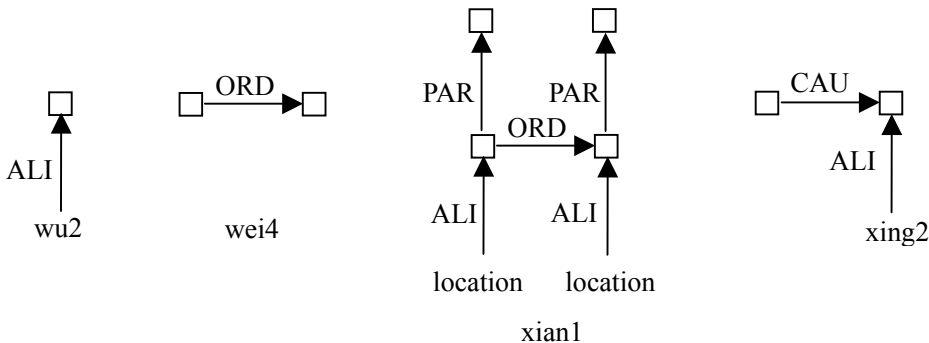 PAR PAR
ORD CAU
ORD
ALI ALI
ALI ALI
wu2 wei4 xing2
location location
xian1